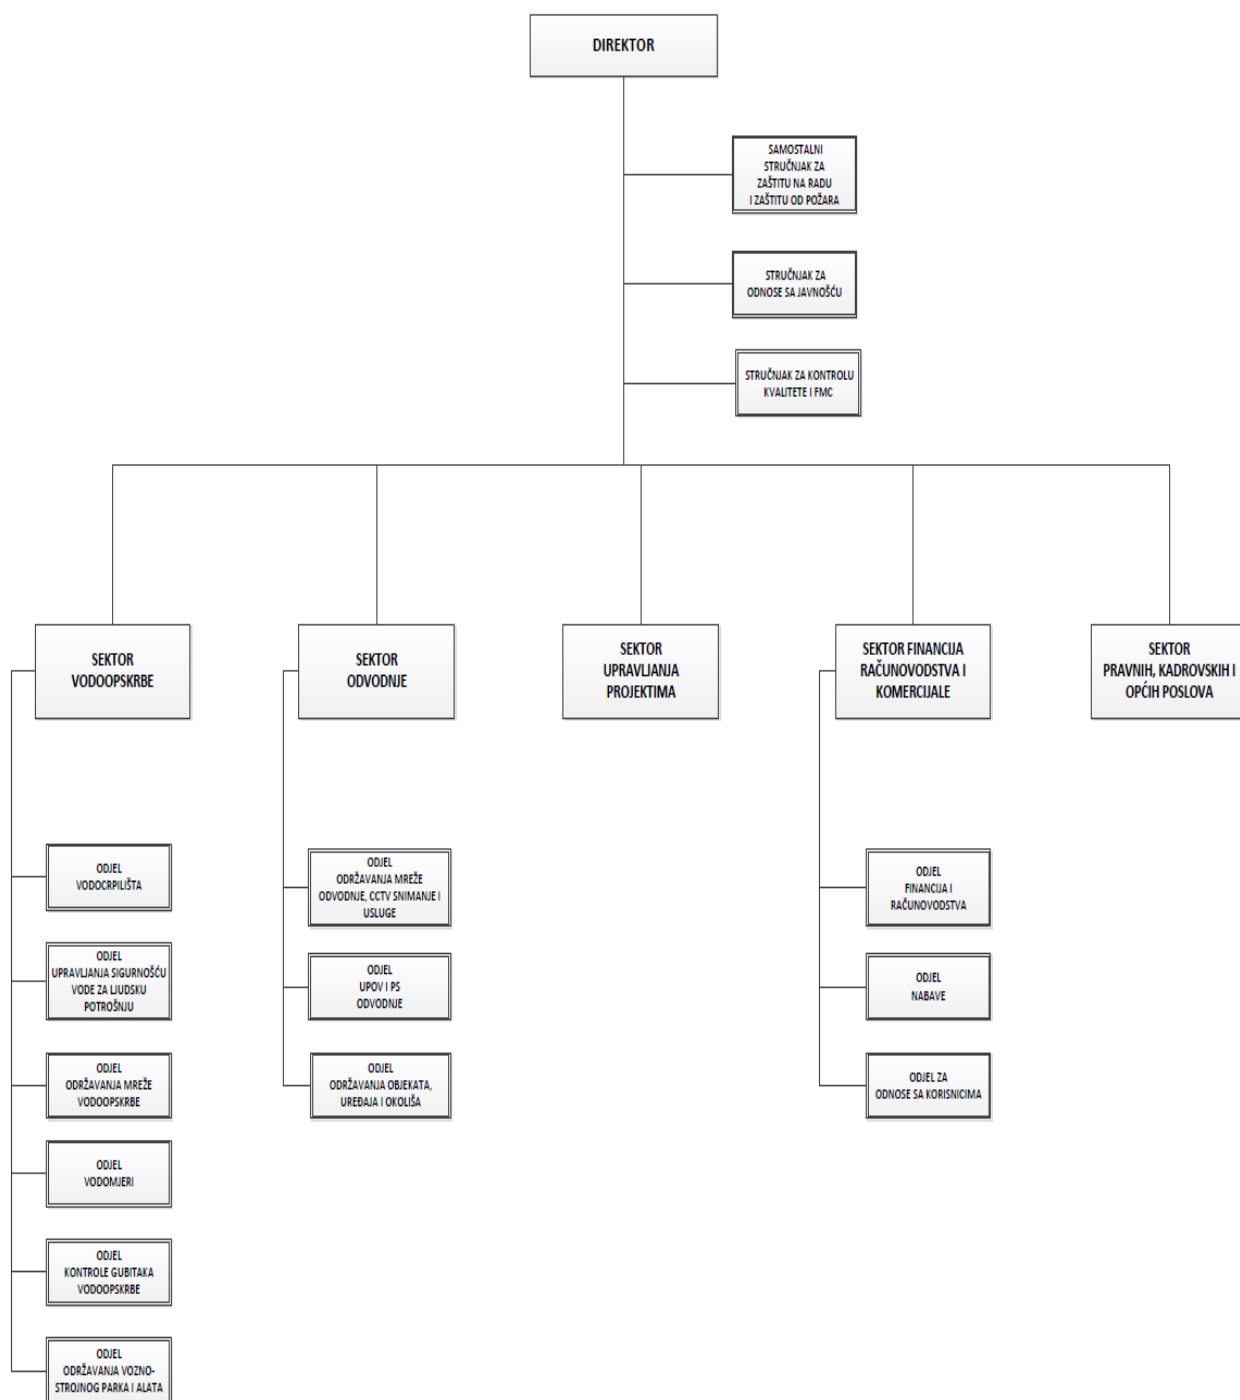 DIREKTOR
SAMOSTALNI
STRUČNJAK ZA
ZAŠTITU NA RADU
I ZAŠTITU OD POŽARA
STRUČNJAK ZA
ODNOSE SA JAVNOŠĆU
STRUČNJAK ZA KONTROLU
KVALITETE I FMC
SEKTOR
VODOOPSKRBE
SEKTOR
ODVODNJE
SEKTOR
UPRAVLJANJA
PROJEKTIMA
SEKTOR FINANCIJA
RAČUNOVODSTVA I
KOMERCIJALE
SEKTOR
PRAVNIH, KADROVSKIH I
OPĆIH POSLOVA
ODJEL
VODOCRPILIŠTA
ODJEL
UPRAVLJANJA SIGURNOŠĆU
VODE ZA LJUDSKU
POTROŠNJU
ODJEL
ODRŽAVANJA MREŽE
VODOOPSKRBE
ODJEL
VODOMJERI
ODJEL
KONTROLE GUBITAKA
VODOOPSKRBE
ODJEL
ODRŽAVANJA VOZNO-
STROJNOG PARKA I ALATA
ODJEL
ODRŽAVANJA MREŽE
ODVODNJE, CCTV SNIMANJE I
USLUGE
ODJEL
UPOV I PS
ODVODNJE
ODJEL
ODRŽAVANJA OBJEKATA,
UREĐAJA I OKOLIŠA
ODJEL
FINANCIJA I
RAČUNOVODSTVA
ODJEL
NABAVE
ODJEL ZA
ODNOSE SA KORISNICIMA